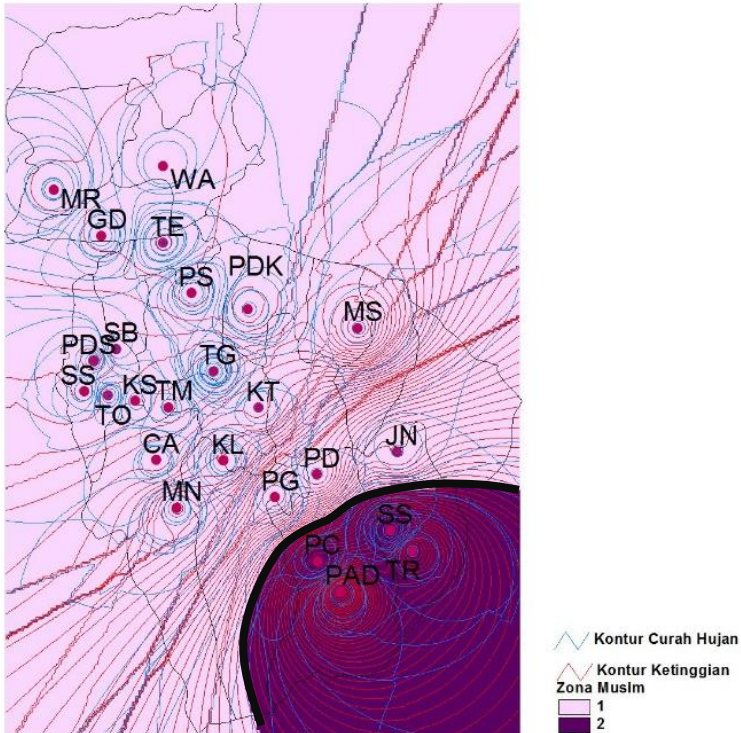 WA
MR
GD
TE
PS
PDK
MS
SB
PDS
TG
SS
KS
TM
KT
TO
CA
KL
JN
PD
PG
MN
SS
PC
TR
PAD
Kontur Curah Hujan
Kontur Ketinggian
Zona Musim
1
2